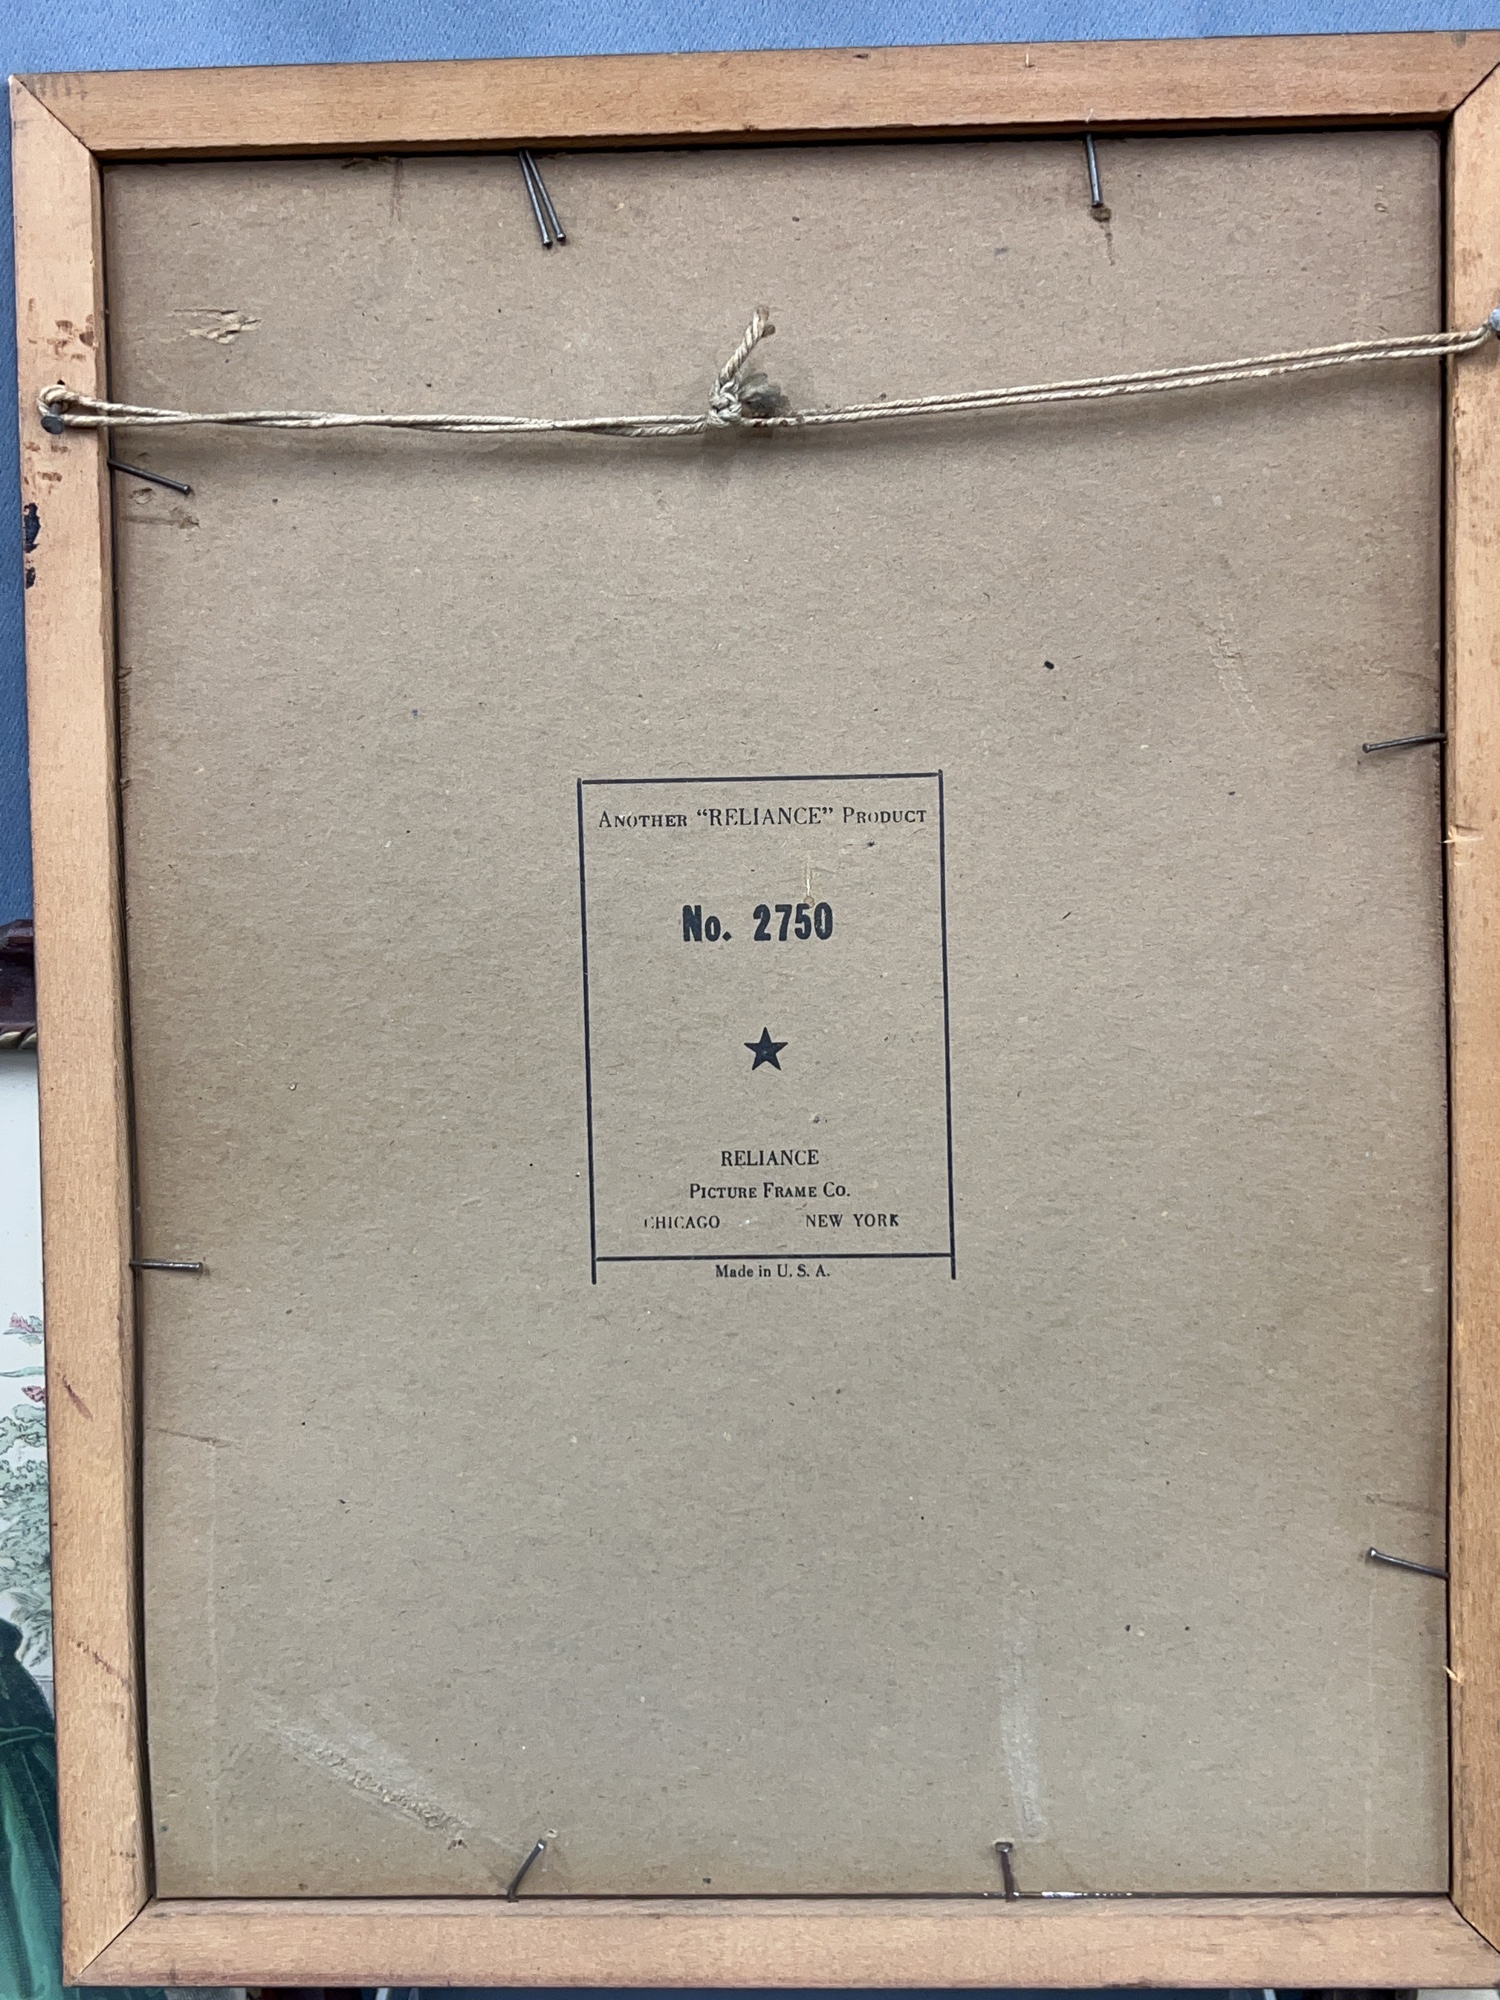 ANOTHER “RELIANCE” PRODUCT
No. 2750
RELIANCE
PICTURE FRAME CO.
CHICAGO NEW YORK
Made in U. S. A.